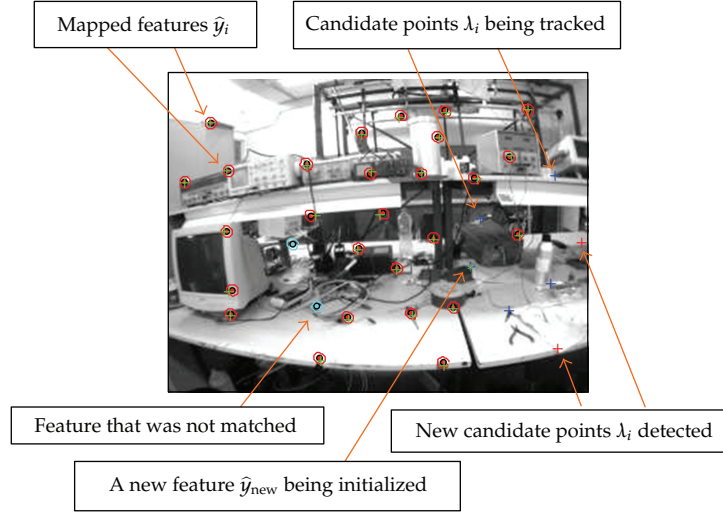 Mapped features ŷᵢ
Candidate points λᵢ being tracked
Feature that was not matched
New candidate points λᵢ detected
A new feature ŷ_new being initialized